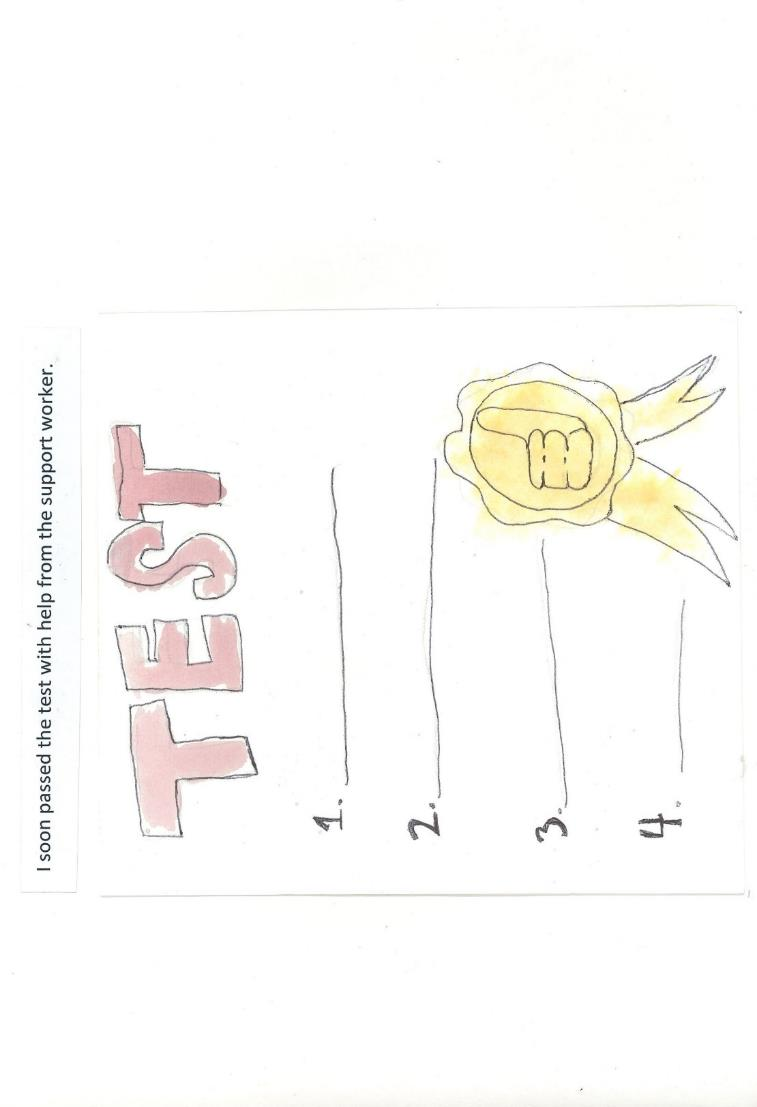 I soon passed the test with help from the support worker.
TEST
1.
2.
3.
4.